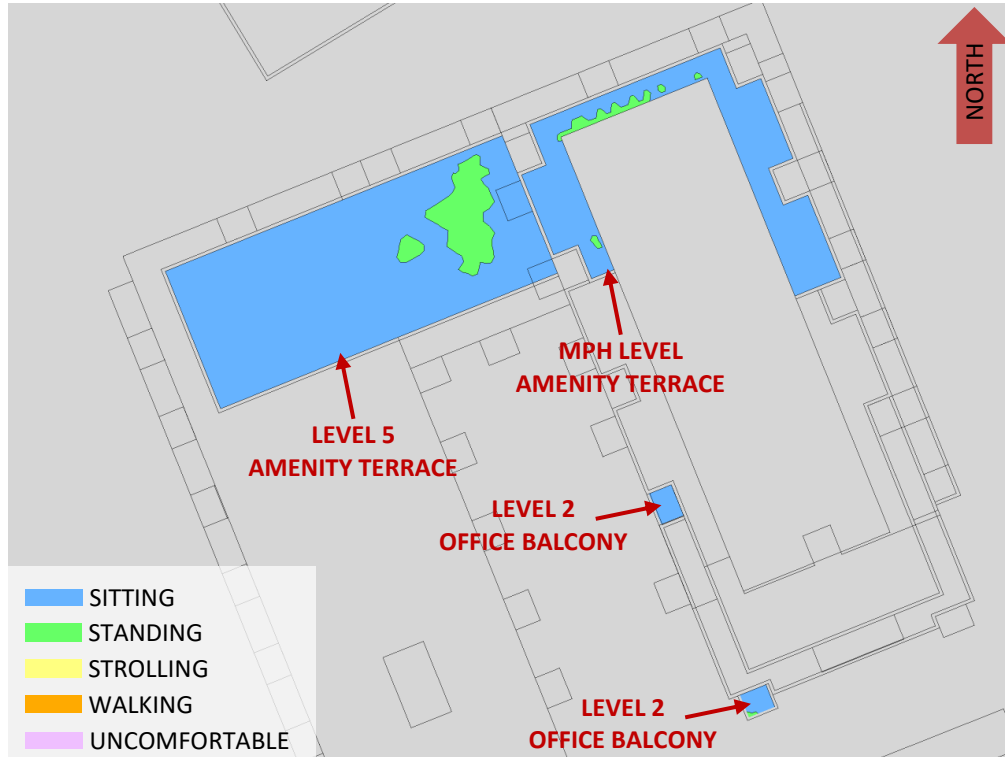 NORTH
MPH LEVEL
AMENITY TERRACE
LEVEL 5
AMENITY TERRACE
LEVEL 2
OFFICE BALCONY
LEVEL 2
OFFICE BALCONY
SITTING
STANDING
STROLLING
WALKING
UNCOMFORTABLE